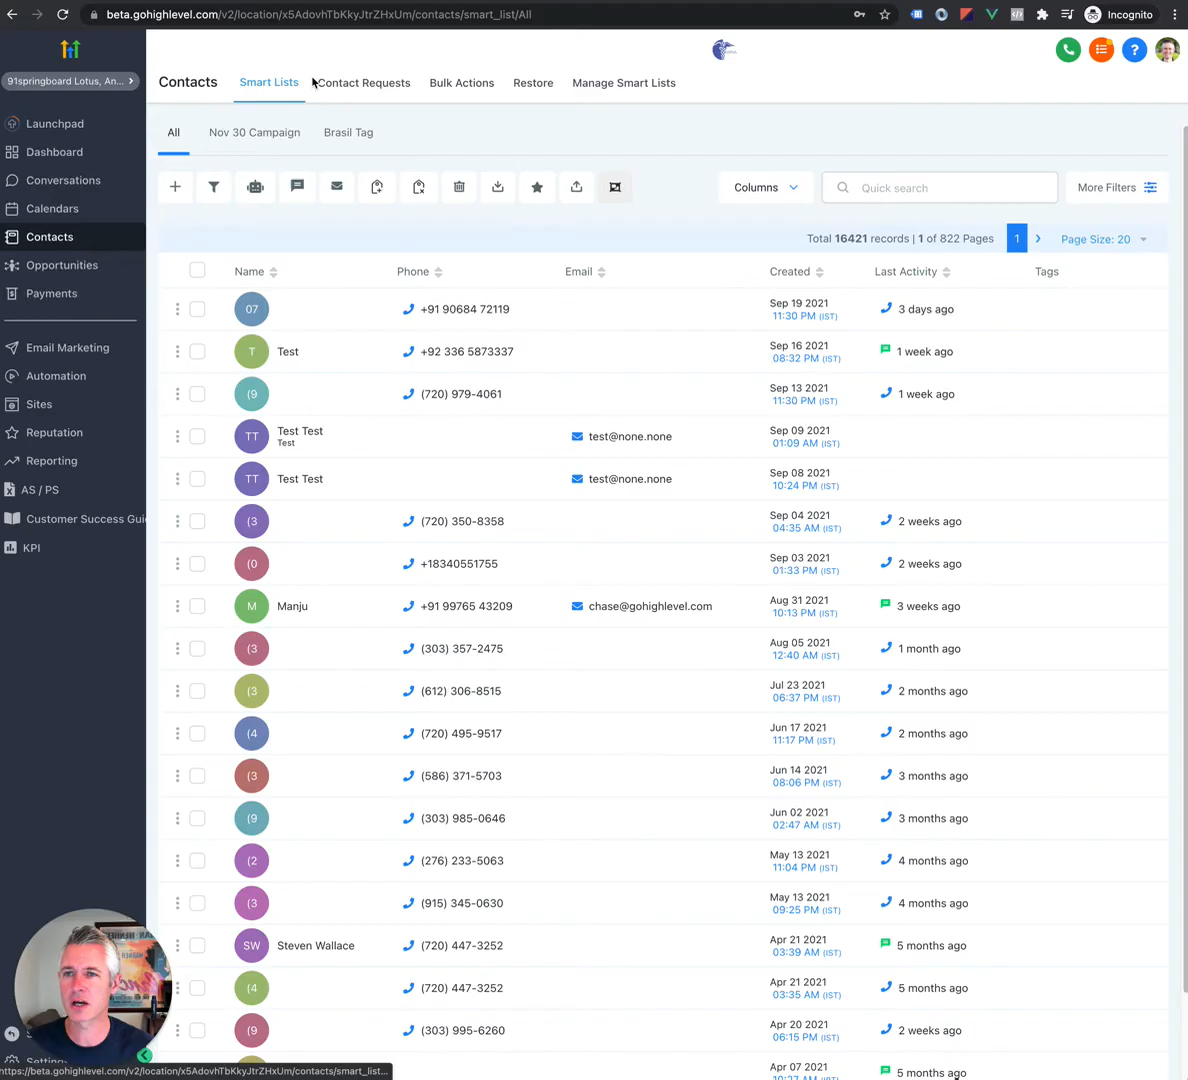 beta.gohighlevel.com/v2/location/x5AdovhTbKkyJtrZHxUm/contacts/smart_list/All
Incognito
91springboard Lotus, An...
Launchpad
Dashboard
Conversations
Calendars
Contacts
Opportunities
Payments
Email Marketing
Automation
Sites
Reputation
Reporting
AS / PS
Customer Success Gui
KPI
Contacts
Smart Lists
Contact Requests
Bulk Actions
Restore
Manage Smart Lists
?
All
Nov 30 Campaign
Brasil Tag
Columns
Quick search
More Filters
Total 16421 records | 1 of 822 Pages
1
Page Size: 20
Name
Phone
Email
Created
Last Activity
Tags
07
+91 90684 72119
Sep 19 2021
11:30 PM (IST)
3 days ago
T
Test
+92 336 5873337
Sep 16 2021
08:32 PM (IST)
1 week ago
(9
(720) 979-4061
Sep 13 2021
11:30 PM (IST)
1 week ago
TT
Test Test
Test
test@none.none
Sep 09 2021
01:09 AM (IST)
TT
Test Test
test@none.none
Sep 08 2021
10:24 PM (IST)
(3
(720) 350-8358
Sep 04 2021
04:35 AM (IST)
2 weeks ago
(0
+18340551755
Sep 03 2021
01:33 PM (IST)
2 weeks ago
M
Manju
+91 99765 43209
chase@gohighlevel.com
Aug 31 2021
10:13 PM (IST)
3 weeks ago
(3
(303) 357-2475
Aug 05 2021
12:40 AM (IST)
1 month ago
(3
(612) 306-8515
Jul 23 2021
06:37 PM (IST)
2 months ago
(4
(720) 495-9517
Jun 17 2021
11:17 PM (IST)
2 months ago
(3
(586) 371-5703
Jun 14 2021
08:06 PM (IST)
3 months ago
(9
(303) 985-0646
Jun 02 2021
02:47 AM (IST)
3 months ago
(2
(276) 233-5063
May 13 2021
11:04 PM (IST)
4 months ago
(3
(915) 345-0630
May 13 2021
09:25 PM (IST)
4 months ago
SW
Steven Wallace
(720) 447-3252
Apr 21 2021
03:39 AM (IST)
5 months ago
(4
(720) 447-3252
Apr 21 2021
03:35 AM (IST)
5 months ago
(9
(303) 995-6260
Apr 20 2021
06:15 PM (IST)
2 weeks ago
Apr 07 2021
10:27 AM (IST)
5 months ago
Settin
https://beta.gohighlevel.com/v2/location/x5AdovhTbKkyJtrZHxUm/contacts/smart_list...